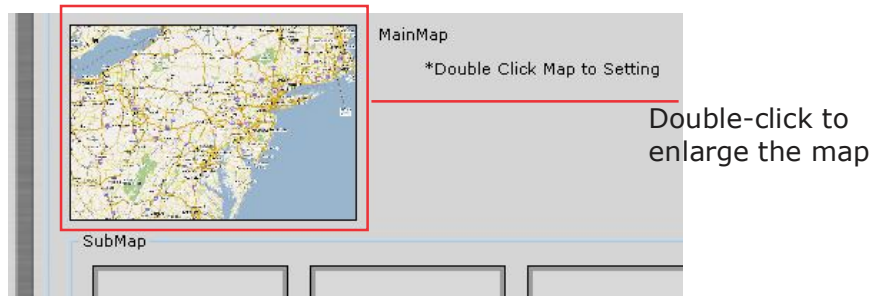 MainMap
*Double Click Map to Setting
Double-click to
enlarge the map
SubMap